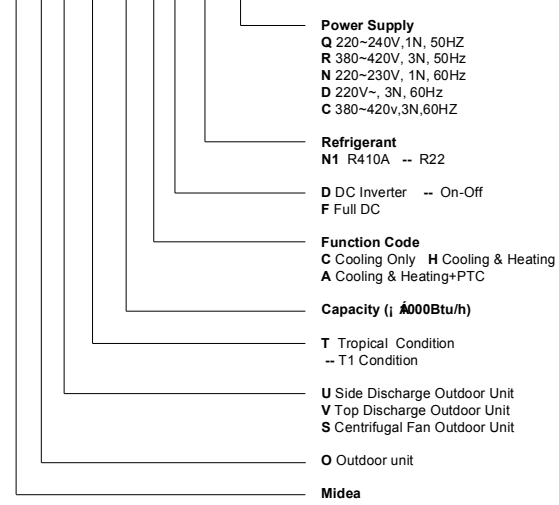 Power Supply
Q 220~240V,1N, 50HZ
R 380~420V, 3N, 50Hz
N 220~230V, 1N, 60Hz
D 220V~, 3N, 60Hz
C 380~420v,3N,60HZ
Refrigerant
N1 R410A -- R22
D DC Inverter -- On-Off
F Full DC
Function Code
C Cooling Only H Cooling & Heating
A Cooling & Heating+PTC
Capacity (¡Á1000Btu/h)
T Tropical Condition
-- T1 Condition
U Side Discharge Outdoor Unit
V Top Discharge Outdoor Unit
S Centrifugal Fan Outdoor Unit
O Outdoor unit
Midea